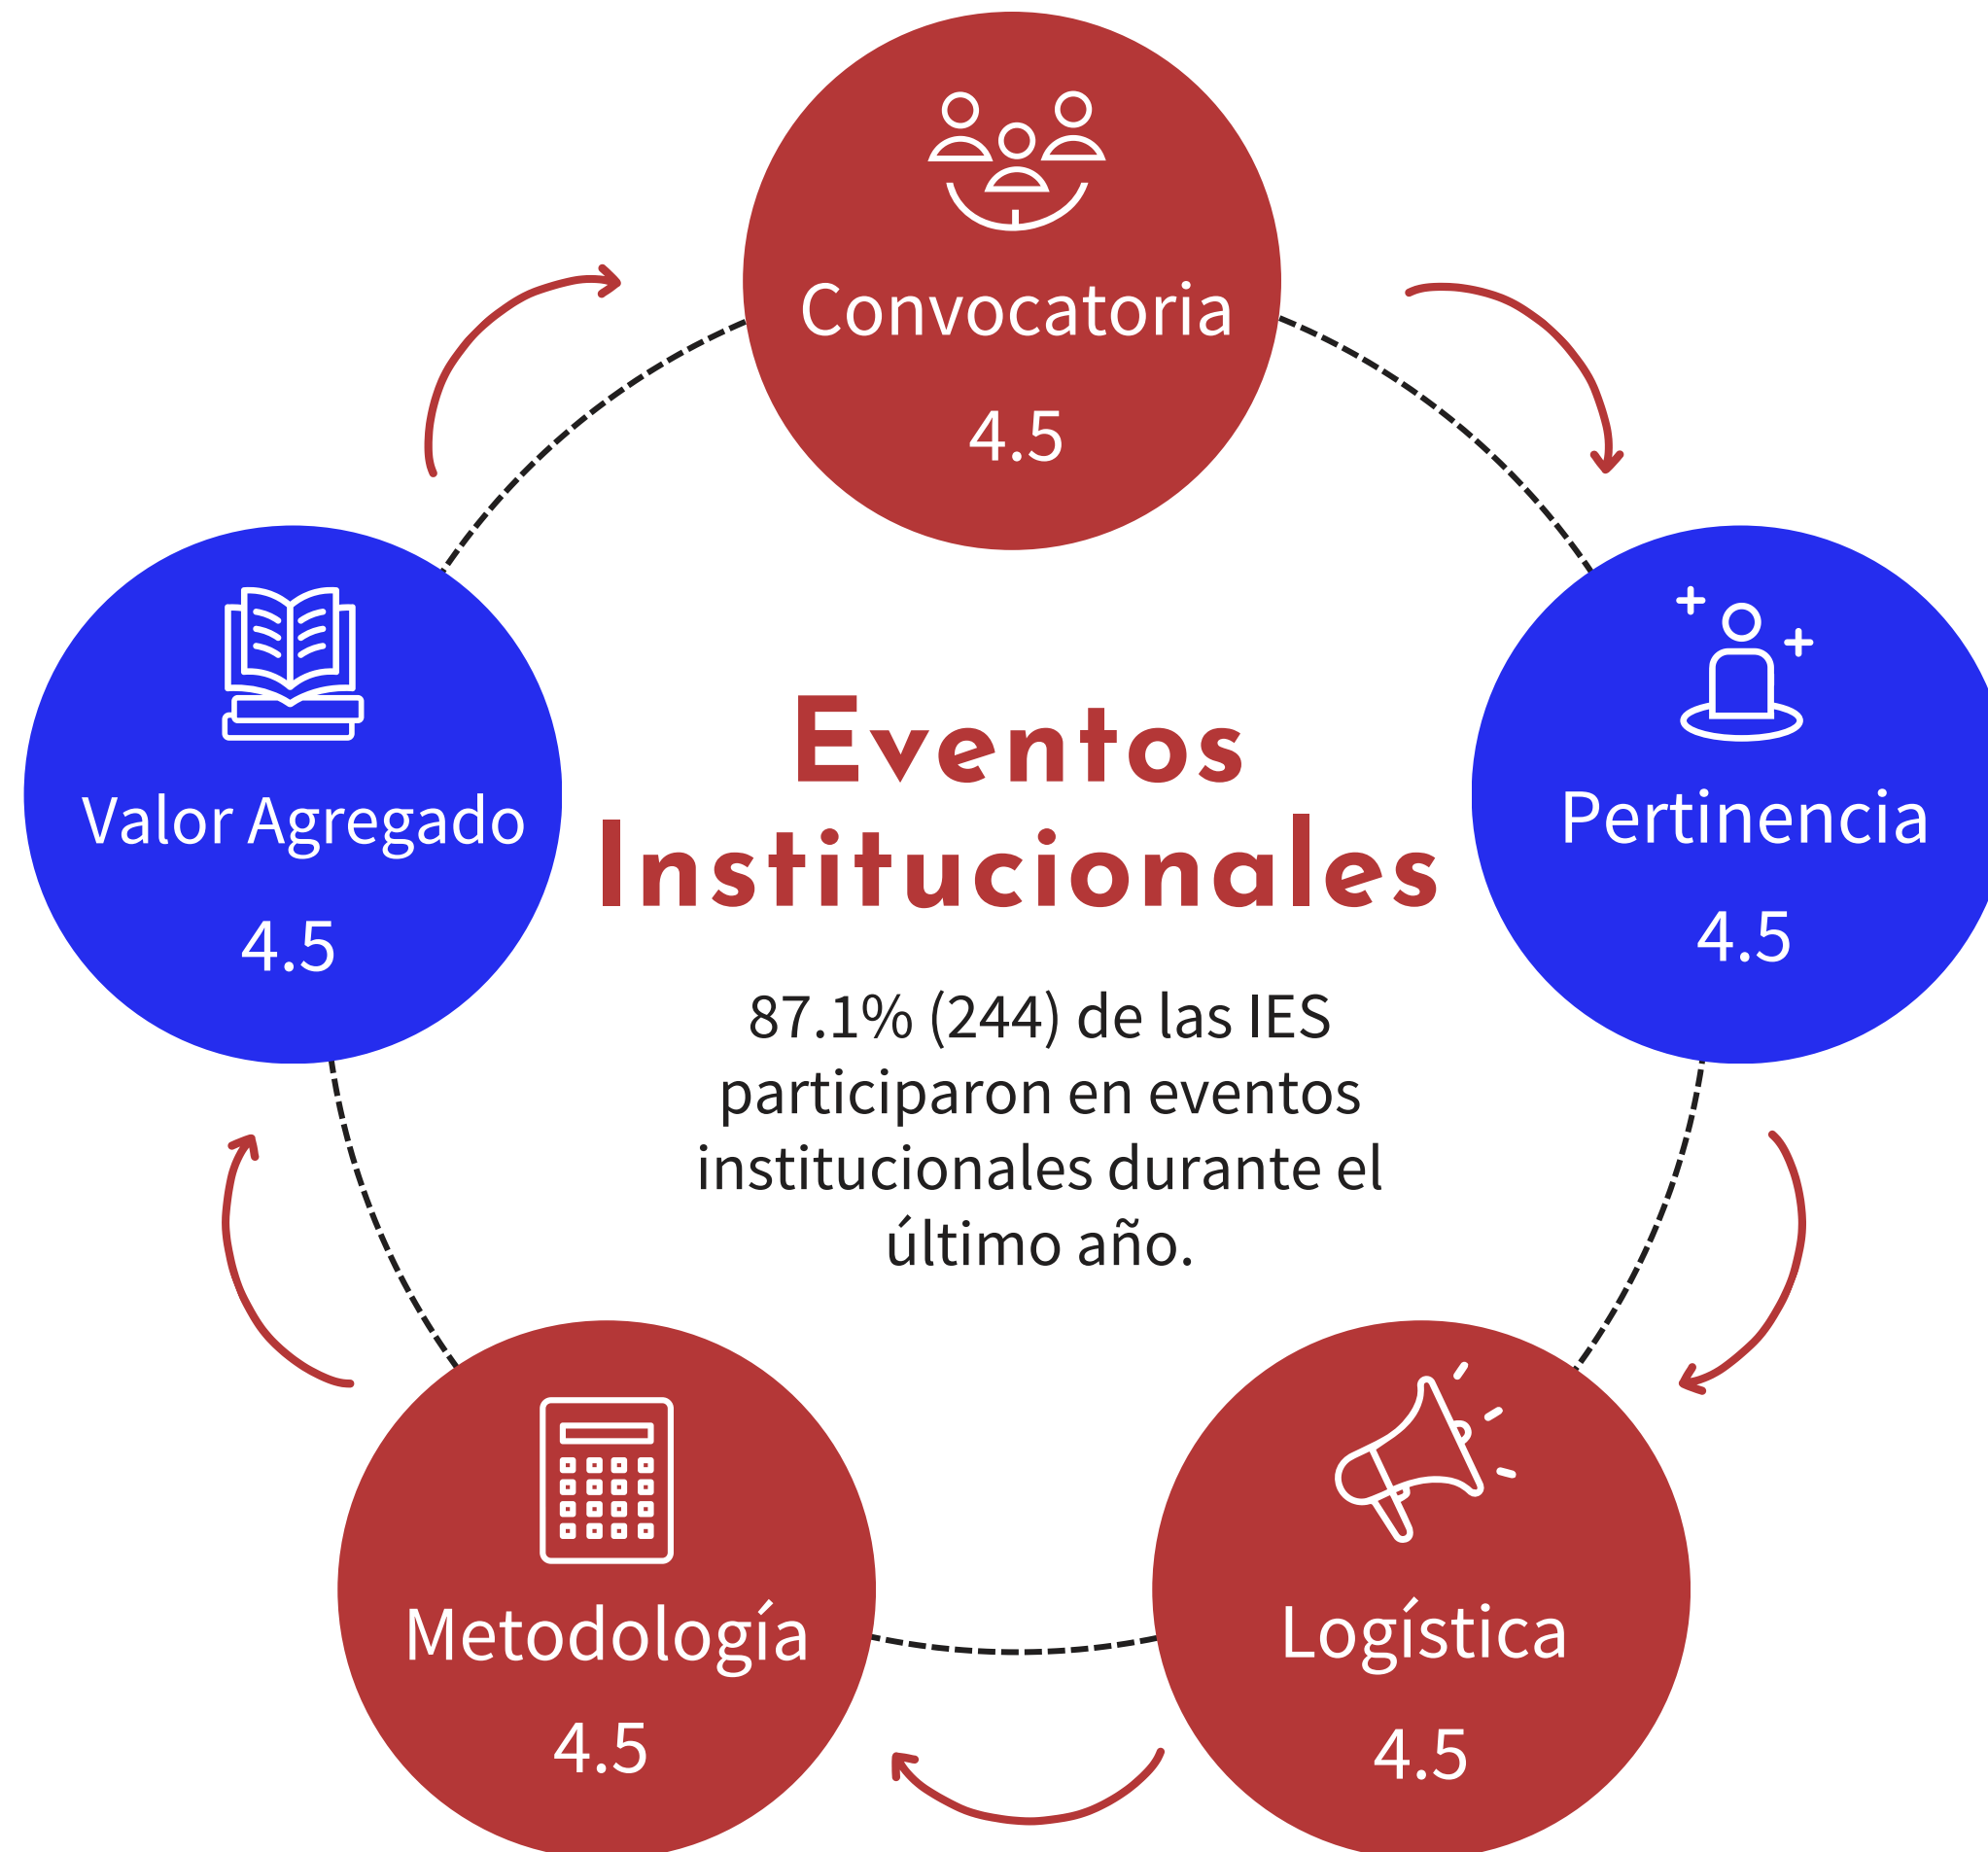 Convocatoria
4.5
Valor Agregado
4.5
Eventos
Institucionales
87.1% (244) de las IES
participaron en eventos
institucionales durante el
último año.
Pertinencia
4.5
Metodología
4.5
Logística
4.5